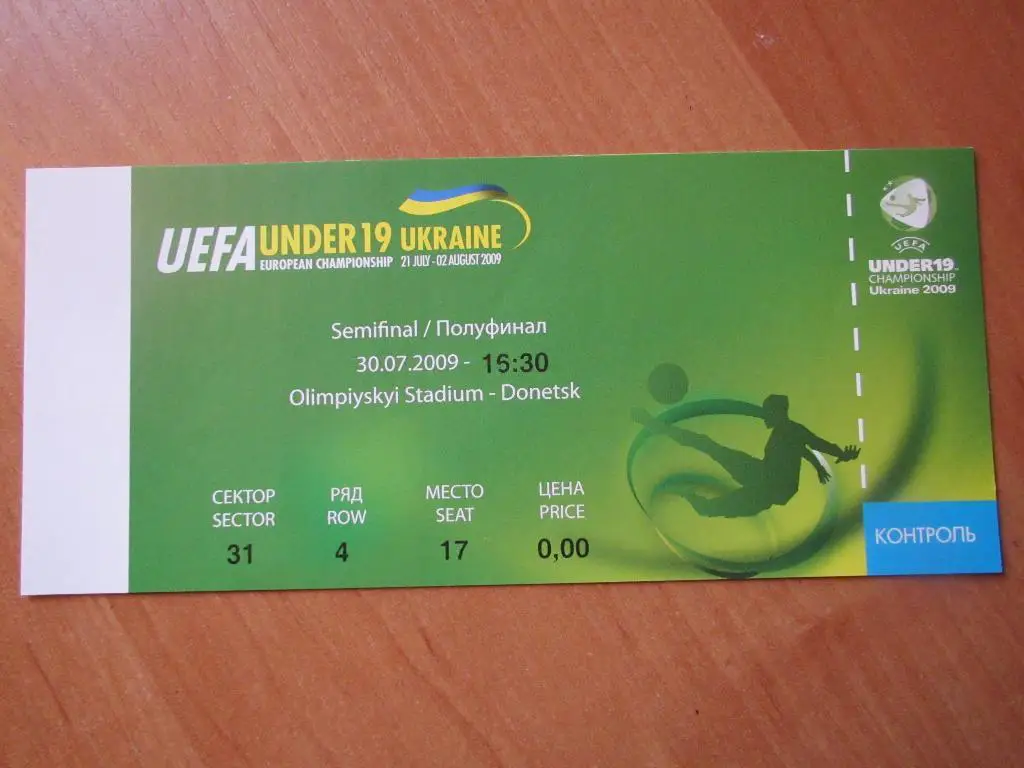 UEFA UNDER 19 UKRAINE
EUROPEAN CHAMPIONSHIP 21 JULY - 02 AUGUST 2009
Semifinal / Полуфинал
30.07.2009 - 15:30
Olimpiyskyi Stadium - Donetsk
СЕКТОР РЯД МЕСТО ЦЕНА
SECTOR ROW SEAT PRICE
31 4 17 0,00
UEFA
UNDER19™
CHAMPIONSHIP
Ukraine 2009
КОНТРОЛЬ